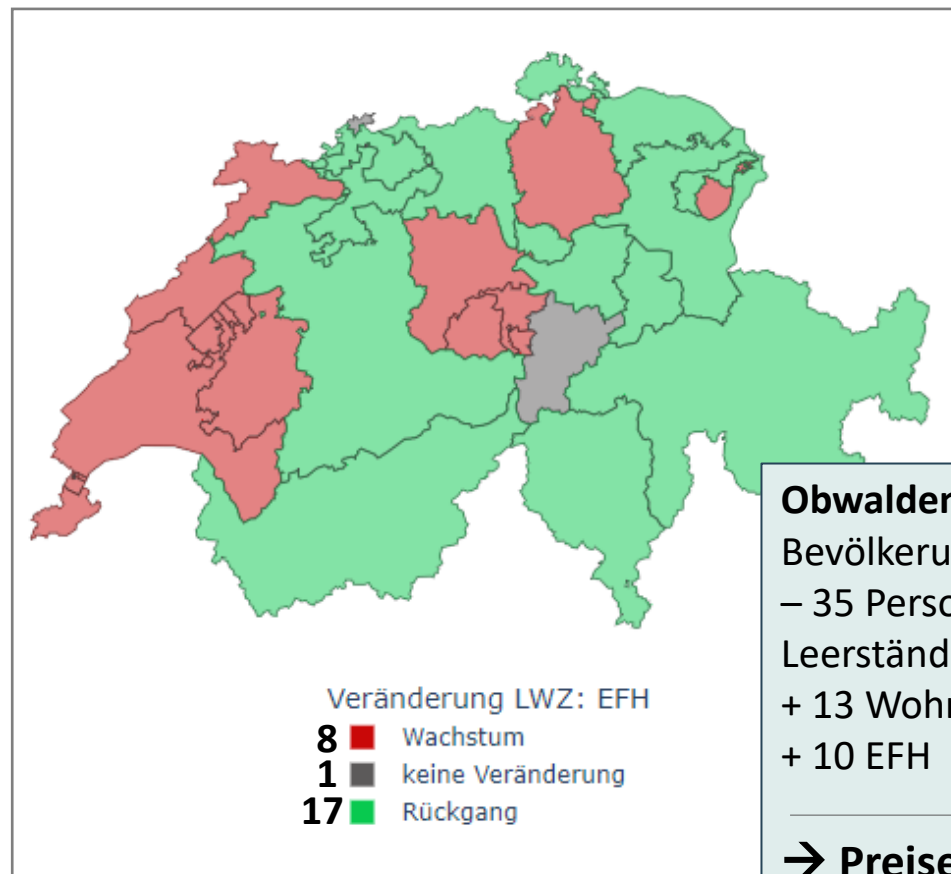 Veränderung LWZ: EFH
8 Wachstum
1 keine Veränderung
17 Rückgang
Obwalden
Bevölkeru
– 35 Perso
Leerständ
+ 13 Wohn
+ 10 EFH
→ Preise